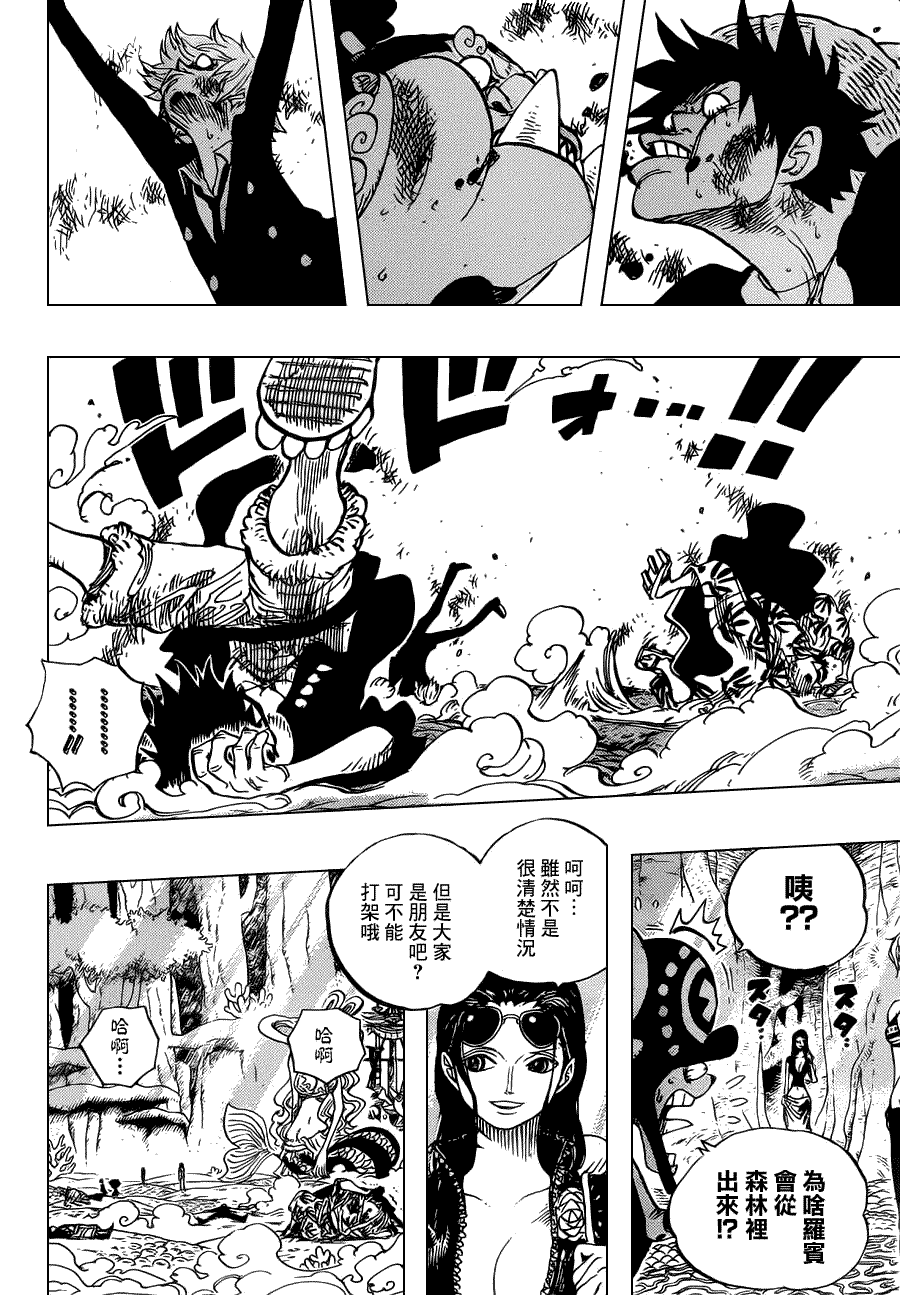 ドドォ…!!
…………!!
咦
??
スタ
スタ
為啥羅賓
會從
森林裡
出來!?
呵呵…
雖然不是
很清楚情況
但是大家
是朋友吧?
可不能
打架哦
哈啊
哈啊…